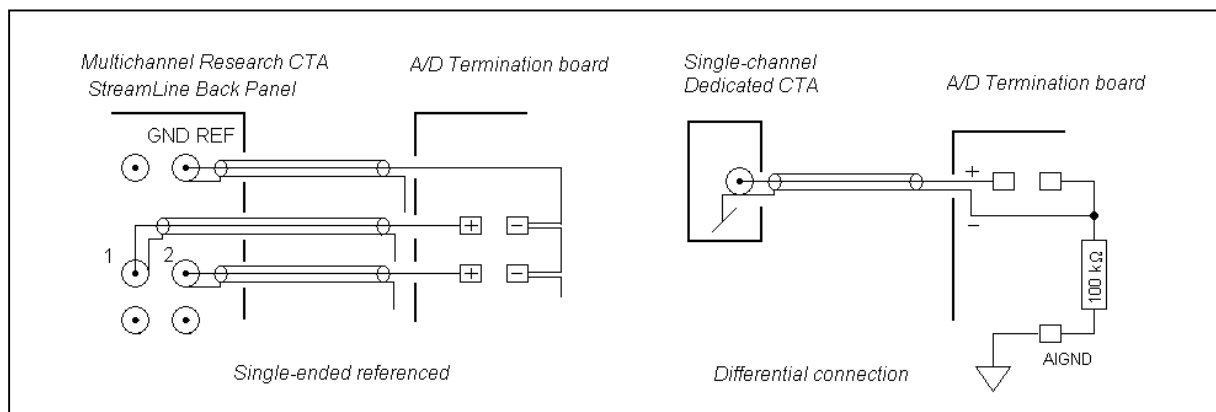 Multichannel Research CTA
StreamLine Back Panel
A/D Termination board
GND REF
1
2
+
-
+
-
Single-ended referenced
Single-channel
Dedicated CTA
A/D Termination board
+
-
100 kΩ
AIGND
Differential connection